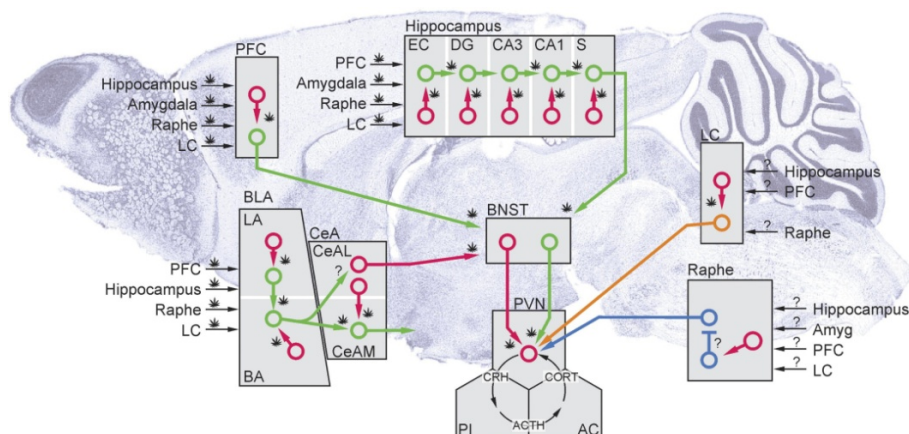 PFC
Hippocampus
Amygdala
Raphe
LC
Hippocampus
EC DG CA3 CA1 S
PFC
Amygdala
Raphe
LC
LC
? Hippocampus
? PFC
? Raphe
BLA
LA
BA
PFC
Hippocampus
Raphe
LC
CeA
CeAL
?
CeAM
BNST
PVN
CRH CORT
ACTH
PI AC
Raphe
?
? Hippocampus
? Amyg
? PFC
? LC